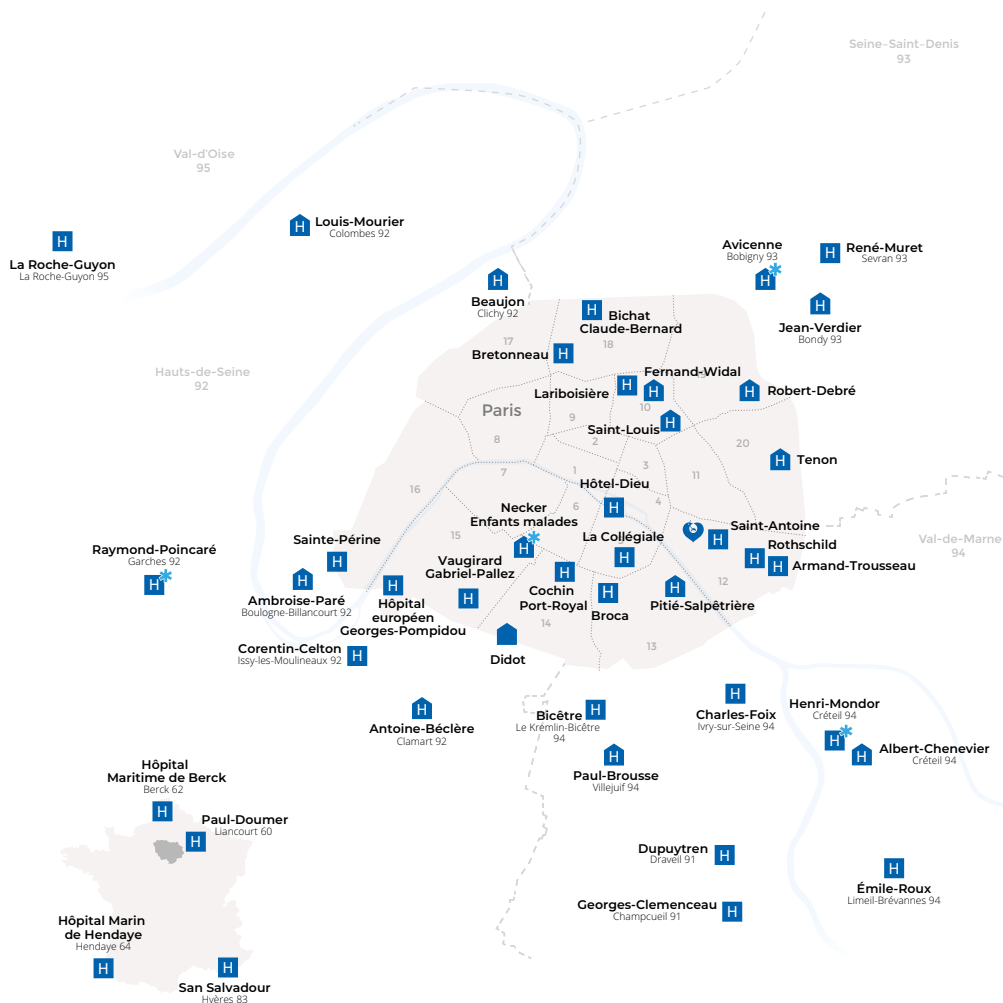 Seine-Saint-Denis
93
Val-d'Oise
95
H
Louis-Mourier
Colombes 92
H
La Roche-Guyon
La Roche-Guyon 95
Avicenne
Bobigny 93
H
H
René-Muret
Sevran 93
H
Beaujon
Clichy 92
H
Jean-Verdier
Bondy 93
H
Bichat
Claude-Bernard
17
18
Bretonneau
H
Hauts-de-Seine
92
Fernand-Widal
Lariboisière
H
H
10
H
Robert-Debré
Paris
9
Saint-Louis
H
8
2
20
H
Tenon
7
1
3
11
16
Hôtel-Dieu
H
4
6
Necker
Enfants malades
H
15
La Collégiale
H
Saint-Antoine
H
Rothschild
H
Armand-Trousseau
H
12
Val-de-Marne
94
Raymond-Poincaré
Garches 92
H
Sainte-Périne
H
H
Ambroise-Paré
Boulogne-Billancourt 92
H
Hôpital
européen
Georges-Pompidou
Vaugirard
Gabriel-Pallez
H
H
Cochin
Port-Royal
H
Broca
H
Pitié-Salpêtrière
14
13
Didot
Corentin-Celton
Issy-les-Moulineaux 92
H
H
Antoine-Béclère
Clamart 92
Bicêtre
Le Kremlin-Bicêtre
94
H
H
Paul-Brousse
Villejuif 94
H
Charles-Foix
Ivry-sur-Seine 94
Henri-Mondor
Créteil 94
H
H
Albert-Chenevier
Créteil 94
Hôpital
Maritime de Berck
Berck 62
H
Paul-Doumer
Liancourt 60
H
Dupuytren
Draveil 91
H
H
Émile-Roux
Limeil-Brévannes 94
Georges-Clemenceau
Champcueil 91
H
Hôpital Marin
de Hendaye
Hendaye 64
H
H
San Salvadour
Hyères 83